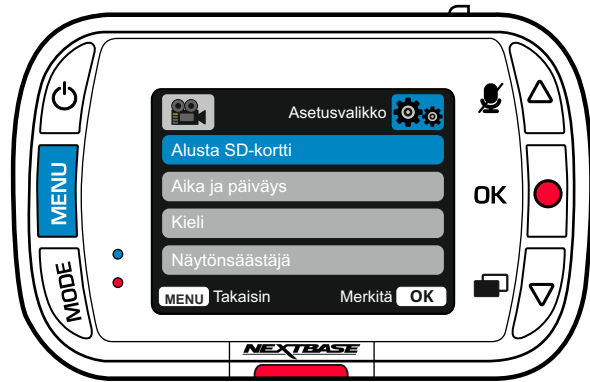 Asetusvalikko
Alusta SD-kortti
Aika ja päiväys
Kieli
Näytönsäästäjä
MENU Takaisin Merkitä OK
MENU
MODE
OK
NEXTBASE